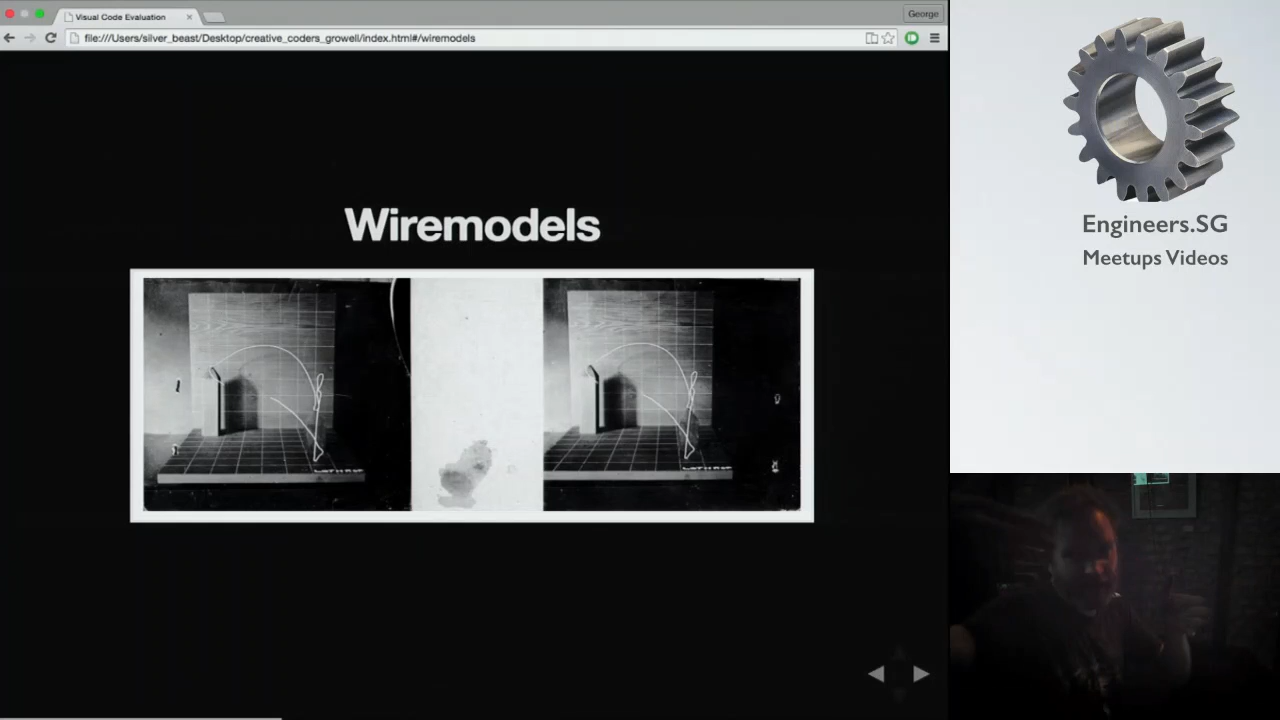 Visual Code Evaluation
George
file:///Users/silver_beast/Desktop/creative_coders_growell/index.html#/wiremodels
Wiremodels
Engineers.SG
Meetups Videos